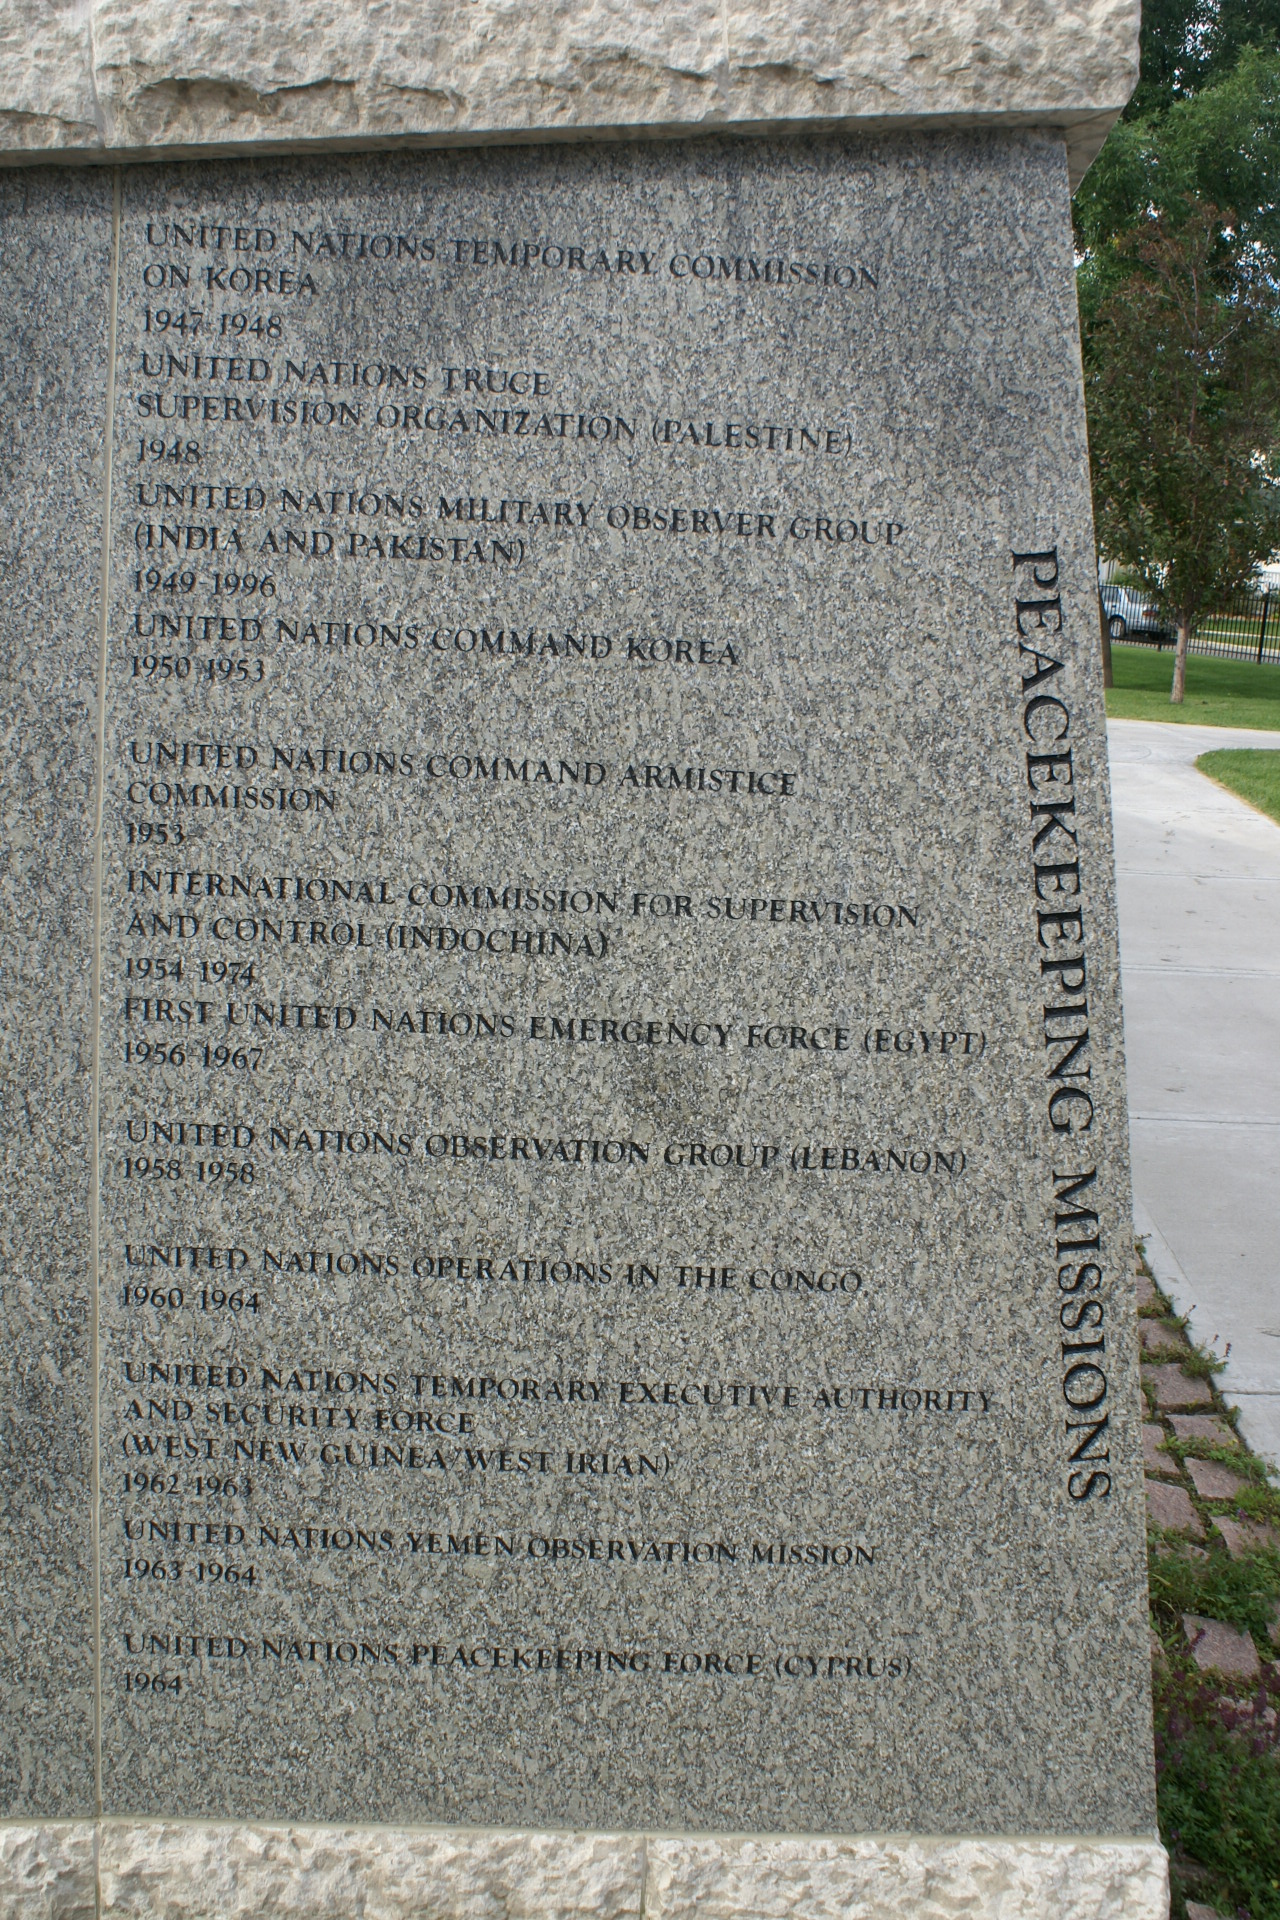 UNITED NATIONS TEMPORARY COMMISSION
ON KOREA
1947-1948
UNITED NATIONS TRUCE
SUPERVISION ORGANIZATION (PALESTINE)
1948-
UNITED NATIONS MILITARY OBSERVER GROUP
(INDIA AND PAKISTAN)
1949-1996
UNITED NATIONS COMMAND KOREA
1950-1953
UNITED NATIONS COMMAND ARMISTICE
COMMISSION
1953-
INTERNATIONAL COMMISSION FOR SUPERVISION
AND CONTROL (INDOCHINA)
1954-1974
FIRST UNITED NATIONS EMERGENCY FORCE (EGYPT)
1956-1967
UNITED NATIONS OBSERVATION GROUP (LEBANON)
1958-1958
UNITED NATIONS OPERATIONS IN THE CONGO
1960-1964
UNITED NATIONS TEMPORARY EXECUTIVE AUTHORITY
AND SECURITY FORCE
(WEST NEW GUINEA/WEST IRIAN)
1962-1963
UNITED NATIONS YEMEN OBSERVATION MISSION
1963-1964
UNITED NATIONS PEACEKEEPING FORCE (CYPRUS)
1964-
PEACEKEEPING MISSIONS